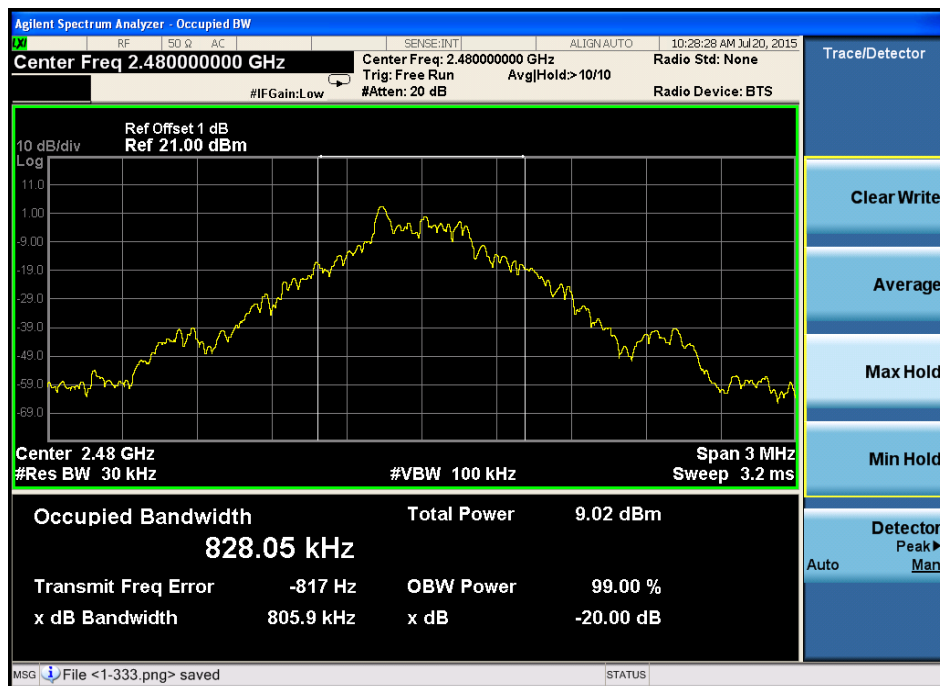 Agilent Spectrum Analyzer - Occupied BW
LXI RF 50 Ω AC SENSE:INT ALIGN AUTO 10:28:28 AM Jul 20, 2015
Center Freq 2.480000000 GHz
Center Freq: 2.480000000 GHz Radio Std: None
Trig: Free Run Avg|Hold:> 10/10
#IFGain:Low #Atten: 20 dB Radio Device: BTS
Ref Offset 1 dB
10 dB/div Ref 21.00 dBm
Log
11.0
1.00
-9.00
-19.0
-29.0
-39.0
-49.0
-59.0
-69.0
Center 2.48 GHz Span 3 MHz
#Res BW 30 kHz #VBW 100 kHz Sweep 3.2 ms
Occupied Bandwidth Total Power 9.02 dBm
828.05 kHz
Transmit Freq Error -817 Hz OBW Power 99.00 %
x dB Bandwidth 805.9 kHz x dB -20.00 dB
Trace/Detector
Clear Write
Average
Max Hold
Min Hold
Detector
Peak▶
Auto Man
MSG File <1-333.png> saved STATUS